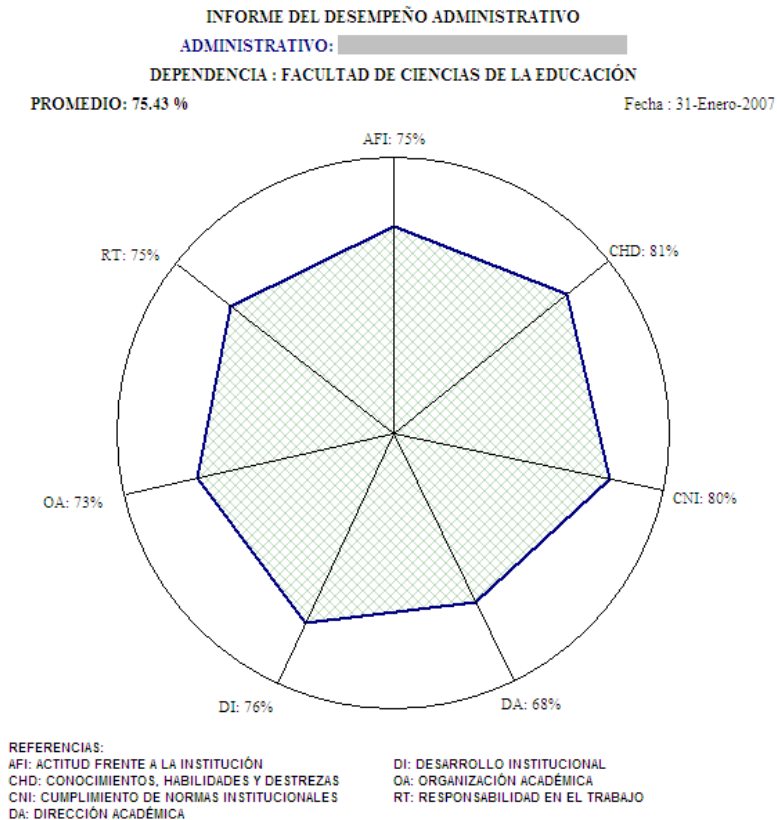 INFORME DEL DESEMPEÑO ADMINISTRATIVO
ADMINISTRATIVO:
DEPENDENCIA : FACULTAD DE CIENCIAS DE LA EDUCACIÓN
PROMEDIO: 75.43 % Fecha : 31-Enero-2007
AFI: 75%
RT: 75% CHD: 81%
OA: 73% CNI: 80%
DI: 76% DA: 68%
REFERENCIAS:
AFI: ACTITUD FRENTE A LA INSTITUCIÓN DI: DESARROLLO INSTITUCIONAL
CHD: CONOCIMIENTOS, HABILIDADES Y DESTREZAS OA: ORGANIZACIÓN ACADÉMICA
CNI: CUMPLIMIENTO DE NORMAS INSTITUCIONALES RT: RESPONSABILIDAD EN EL TRABAJO
DA: DIRECCIÓN ACADÉMICA